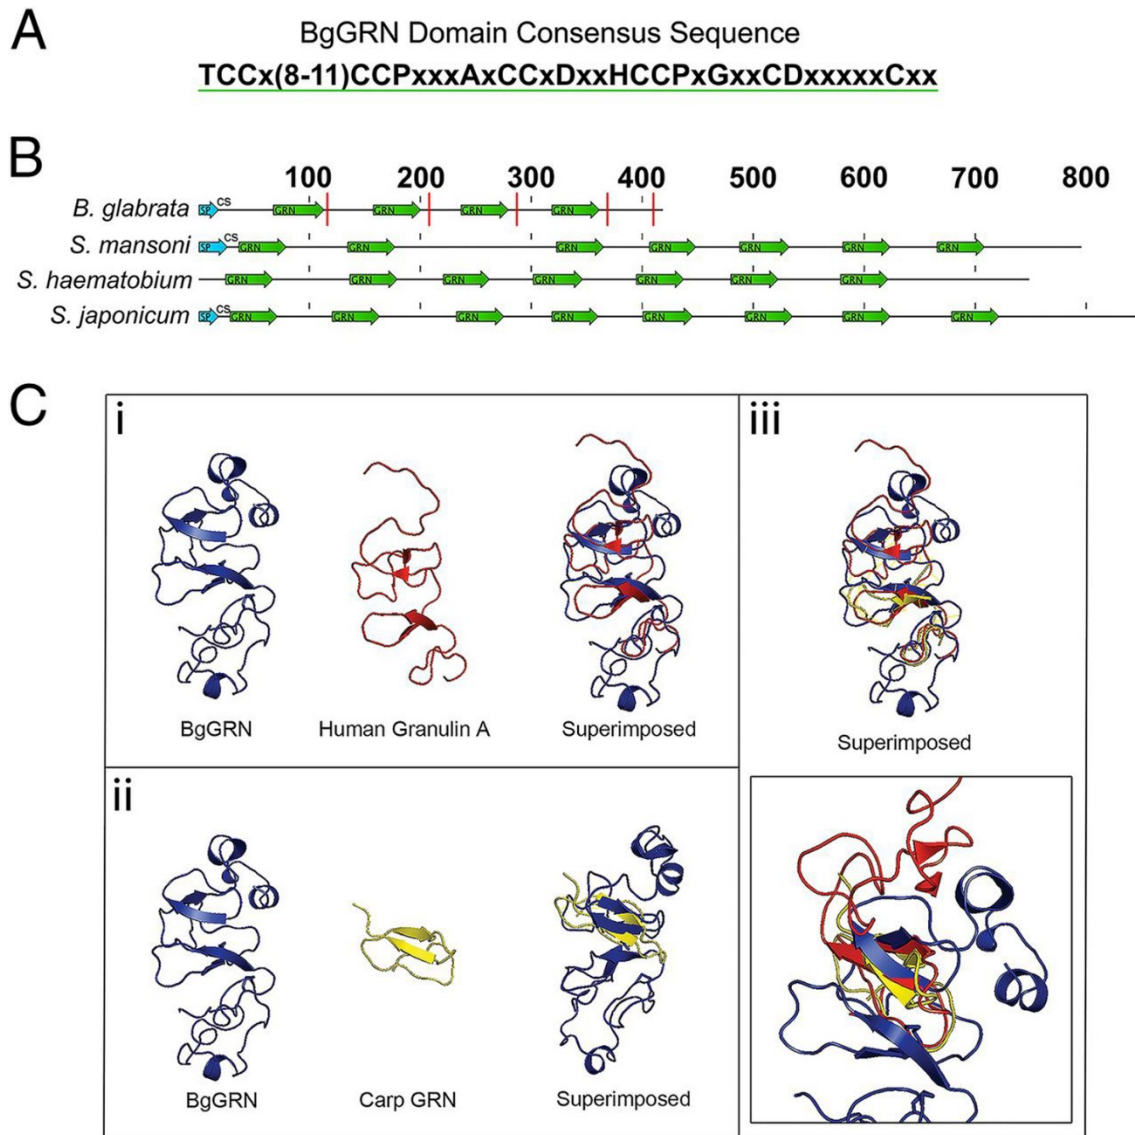 A
BgGRN Domain Consensus Sequence
TCCx(8-11)CCPxxxAxCCxDxxHCCPxGxxCDxxxxxCxx
B
100 200 300 400 500 600 700 800
B. glabrata SP CS GRN GRN GRN GRN
S. mansoni SP CS GRN GRN GRN GRN GRN GRN GRN
S. haematobium GRN GRN GRN GRN GRN GRN GRN
S. japonicum SP CS GRN GRN GRN GRN GRN GRN GRN GRN
C
i
BgGRN Human Granulin A Superimposed
ii
BgGRN Carp GRN Superimposed
iii
Superimposed